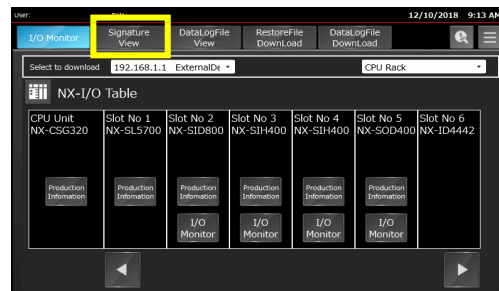 User:
Role:
12/10/2018 9:13 AM
I/O Monitor
Signature
View
DataLogFile
View
RestoreFile
DownLoad
DataLogFile
DownLoad
Select to download
192.168.1.1 ExternalDe
CPU Rack
NX-I/O Table
CPU Unit
NX-CSG320
Slot No 1
NX-SL5700
Slot No 2
NX-SID800
Slot No 3
NX-SIH400
Slot No 4
NX-SIH400
Slot No 5
NX-SOD400
Slot No 6
NX-ID4442
Production
Infomation
Production
Infomation
Production
Infomation
Production
Infomation
Production
Infomation
Production
Infomation
I/O
Monitor
I/O
Monitor
I/O
Monitor
I/O
Monitor